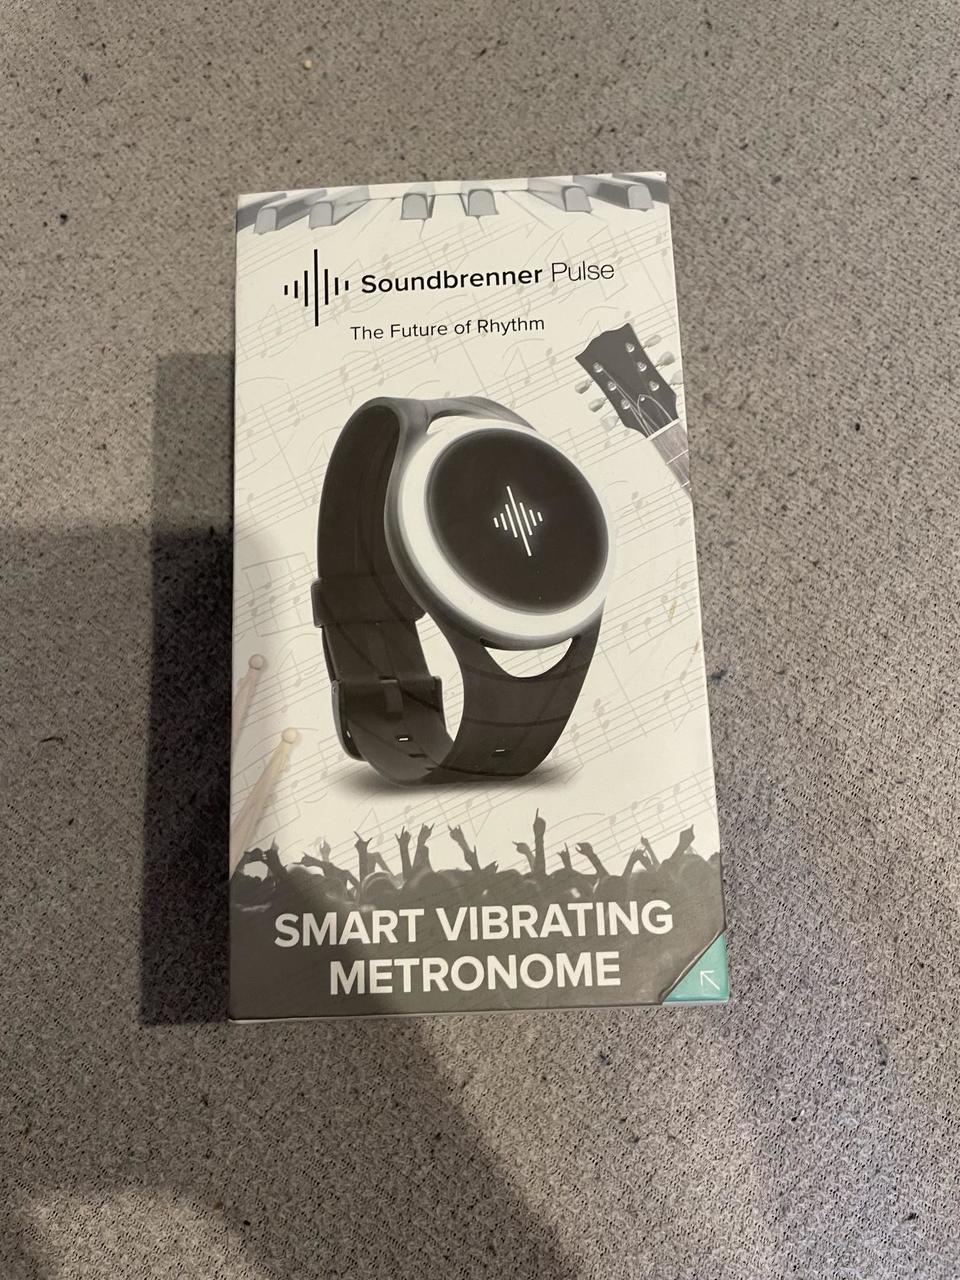 Soundbrenner Pulse
The Future of Rhythm
SMART VIBRATING
METRONOME